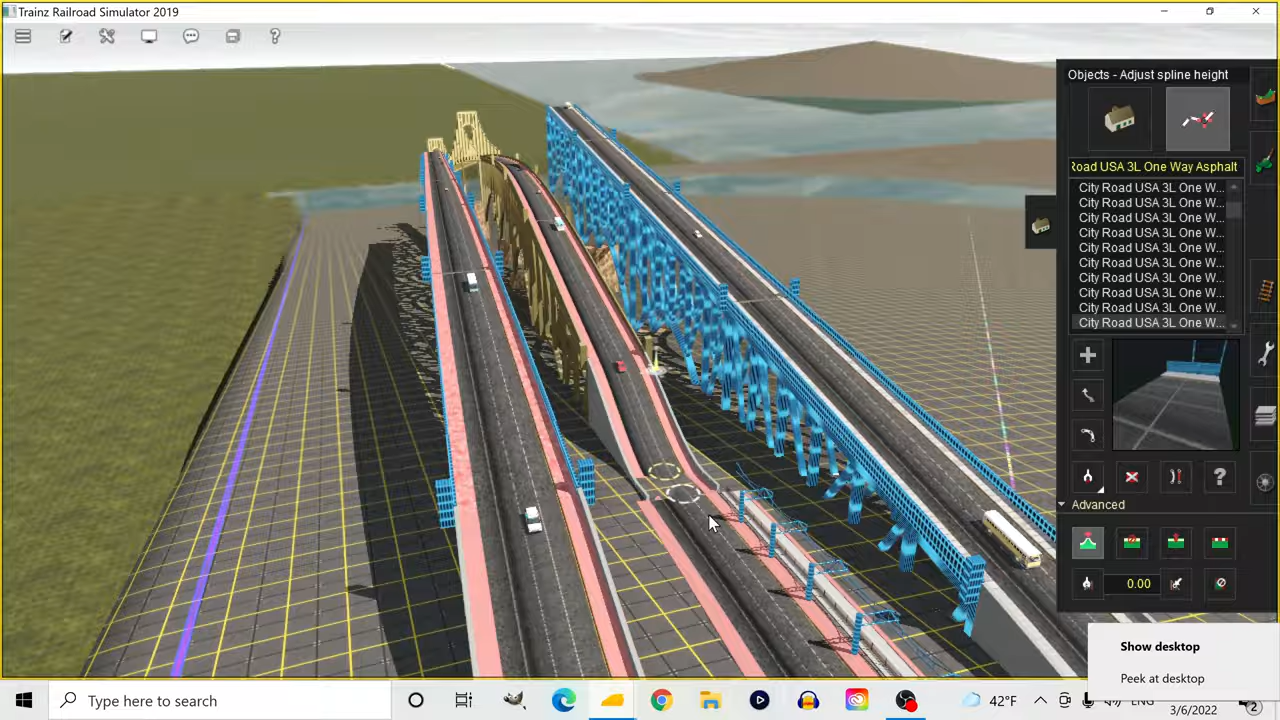 Trainz Railroad Simulator 2019
Objects - Adjust spline height
Road USA 3L One Way Asphalt
City Road USA 3L One W...
City Road USA 3L One W...
City Road USA 3L One W...
City Road USA 3L One W...
City Road USA 3L One W...
City Road USA 3L One W...
City Road USA 3L One W...
City Road USA 3L One W...
City Road USA 3L One W...
City Road USA 3L One W...
Advanced
0.00
Show desktop
Peek at desktop
Type here to search
42°F
ENG
3/6/2022
2